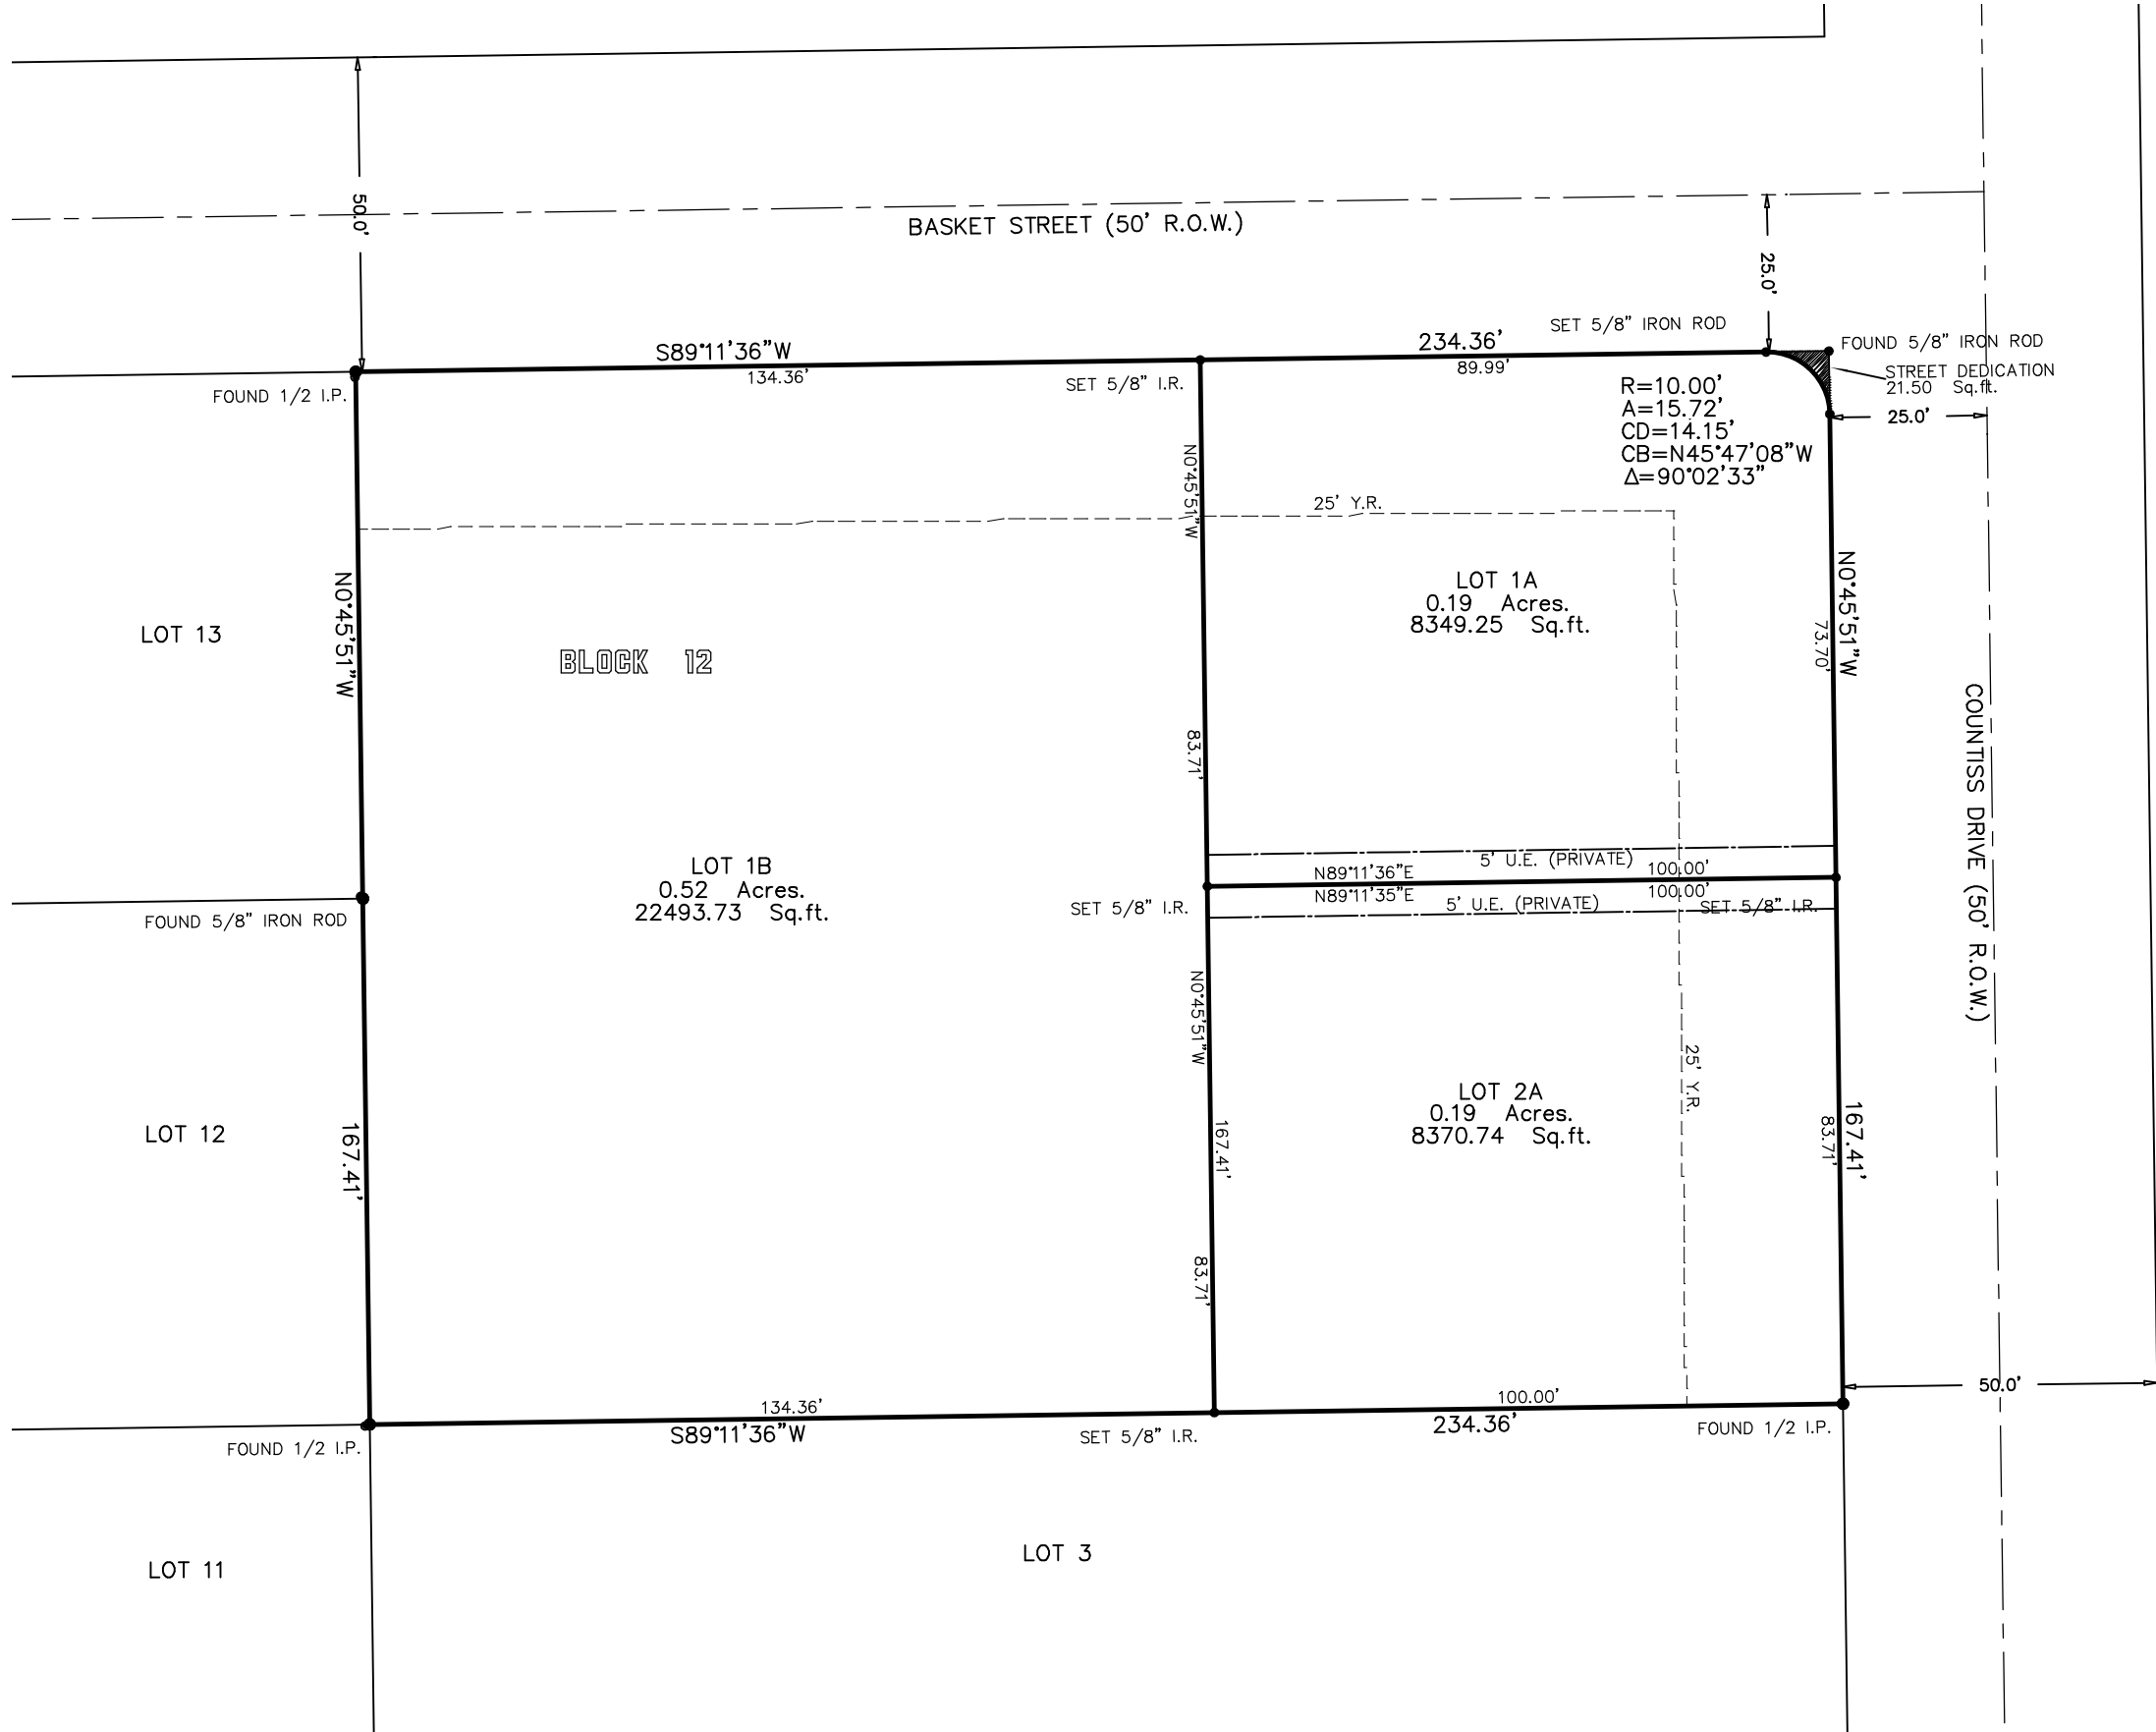 50.0'
BASKET STREET (50' R.O.W.)
25.0'
SET 5/8" IRON ROD
FOUND 5/8" IRON ROD
STREET DEDICATION
21.50 Sq.ft.
25.0'
S89°11'36"W
134.36'
234.36'
89.99'
FOUND 1/2 I.P.
SET 5/8" I.R.
R=10.00'
A=15.72'
CD=14.15'
CB=N45°47'08"W
Δ=90°02'33"
N0°45'51"W
25' Y.R.
LOT 1A
0.19 Acres.
8349.25 Sq.ft.
N0°45'51"W
73.70'
N0°45'51"W
LOT 13
BLOCK 12
83.71'
COUNTISS DRIVE (50' R.O.W.)
LOT 1B
0.52 Acres.
22493.73 Sq.ft.
5' U.E. (PRIVATE)
N89°11'36"E
100.00'
N89°11'35"E
100.00'
5' U.E. (PRIVATE)
SET 5/8" I.R.
SET 5/8" I.R.
FOUND 5/8" IRON ROD
N0°45'51"W
25' Y.R.
LOT 2A
0.19 Acres.
8370.74 Sq.ft.
LOT 12
167.41'
167.41'
83.71'
167.41'
83.71'
50.0'
134.36'
S89°11'36"W
100.00'
234.36'
FOUND 1/2 I.P.
SET 5/8" I.R.
FOUND 1/2 I.P.
LOT 11
LOT 3